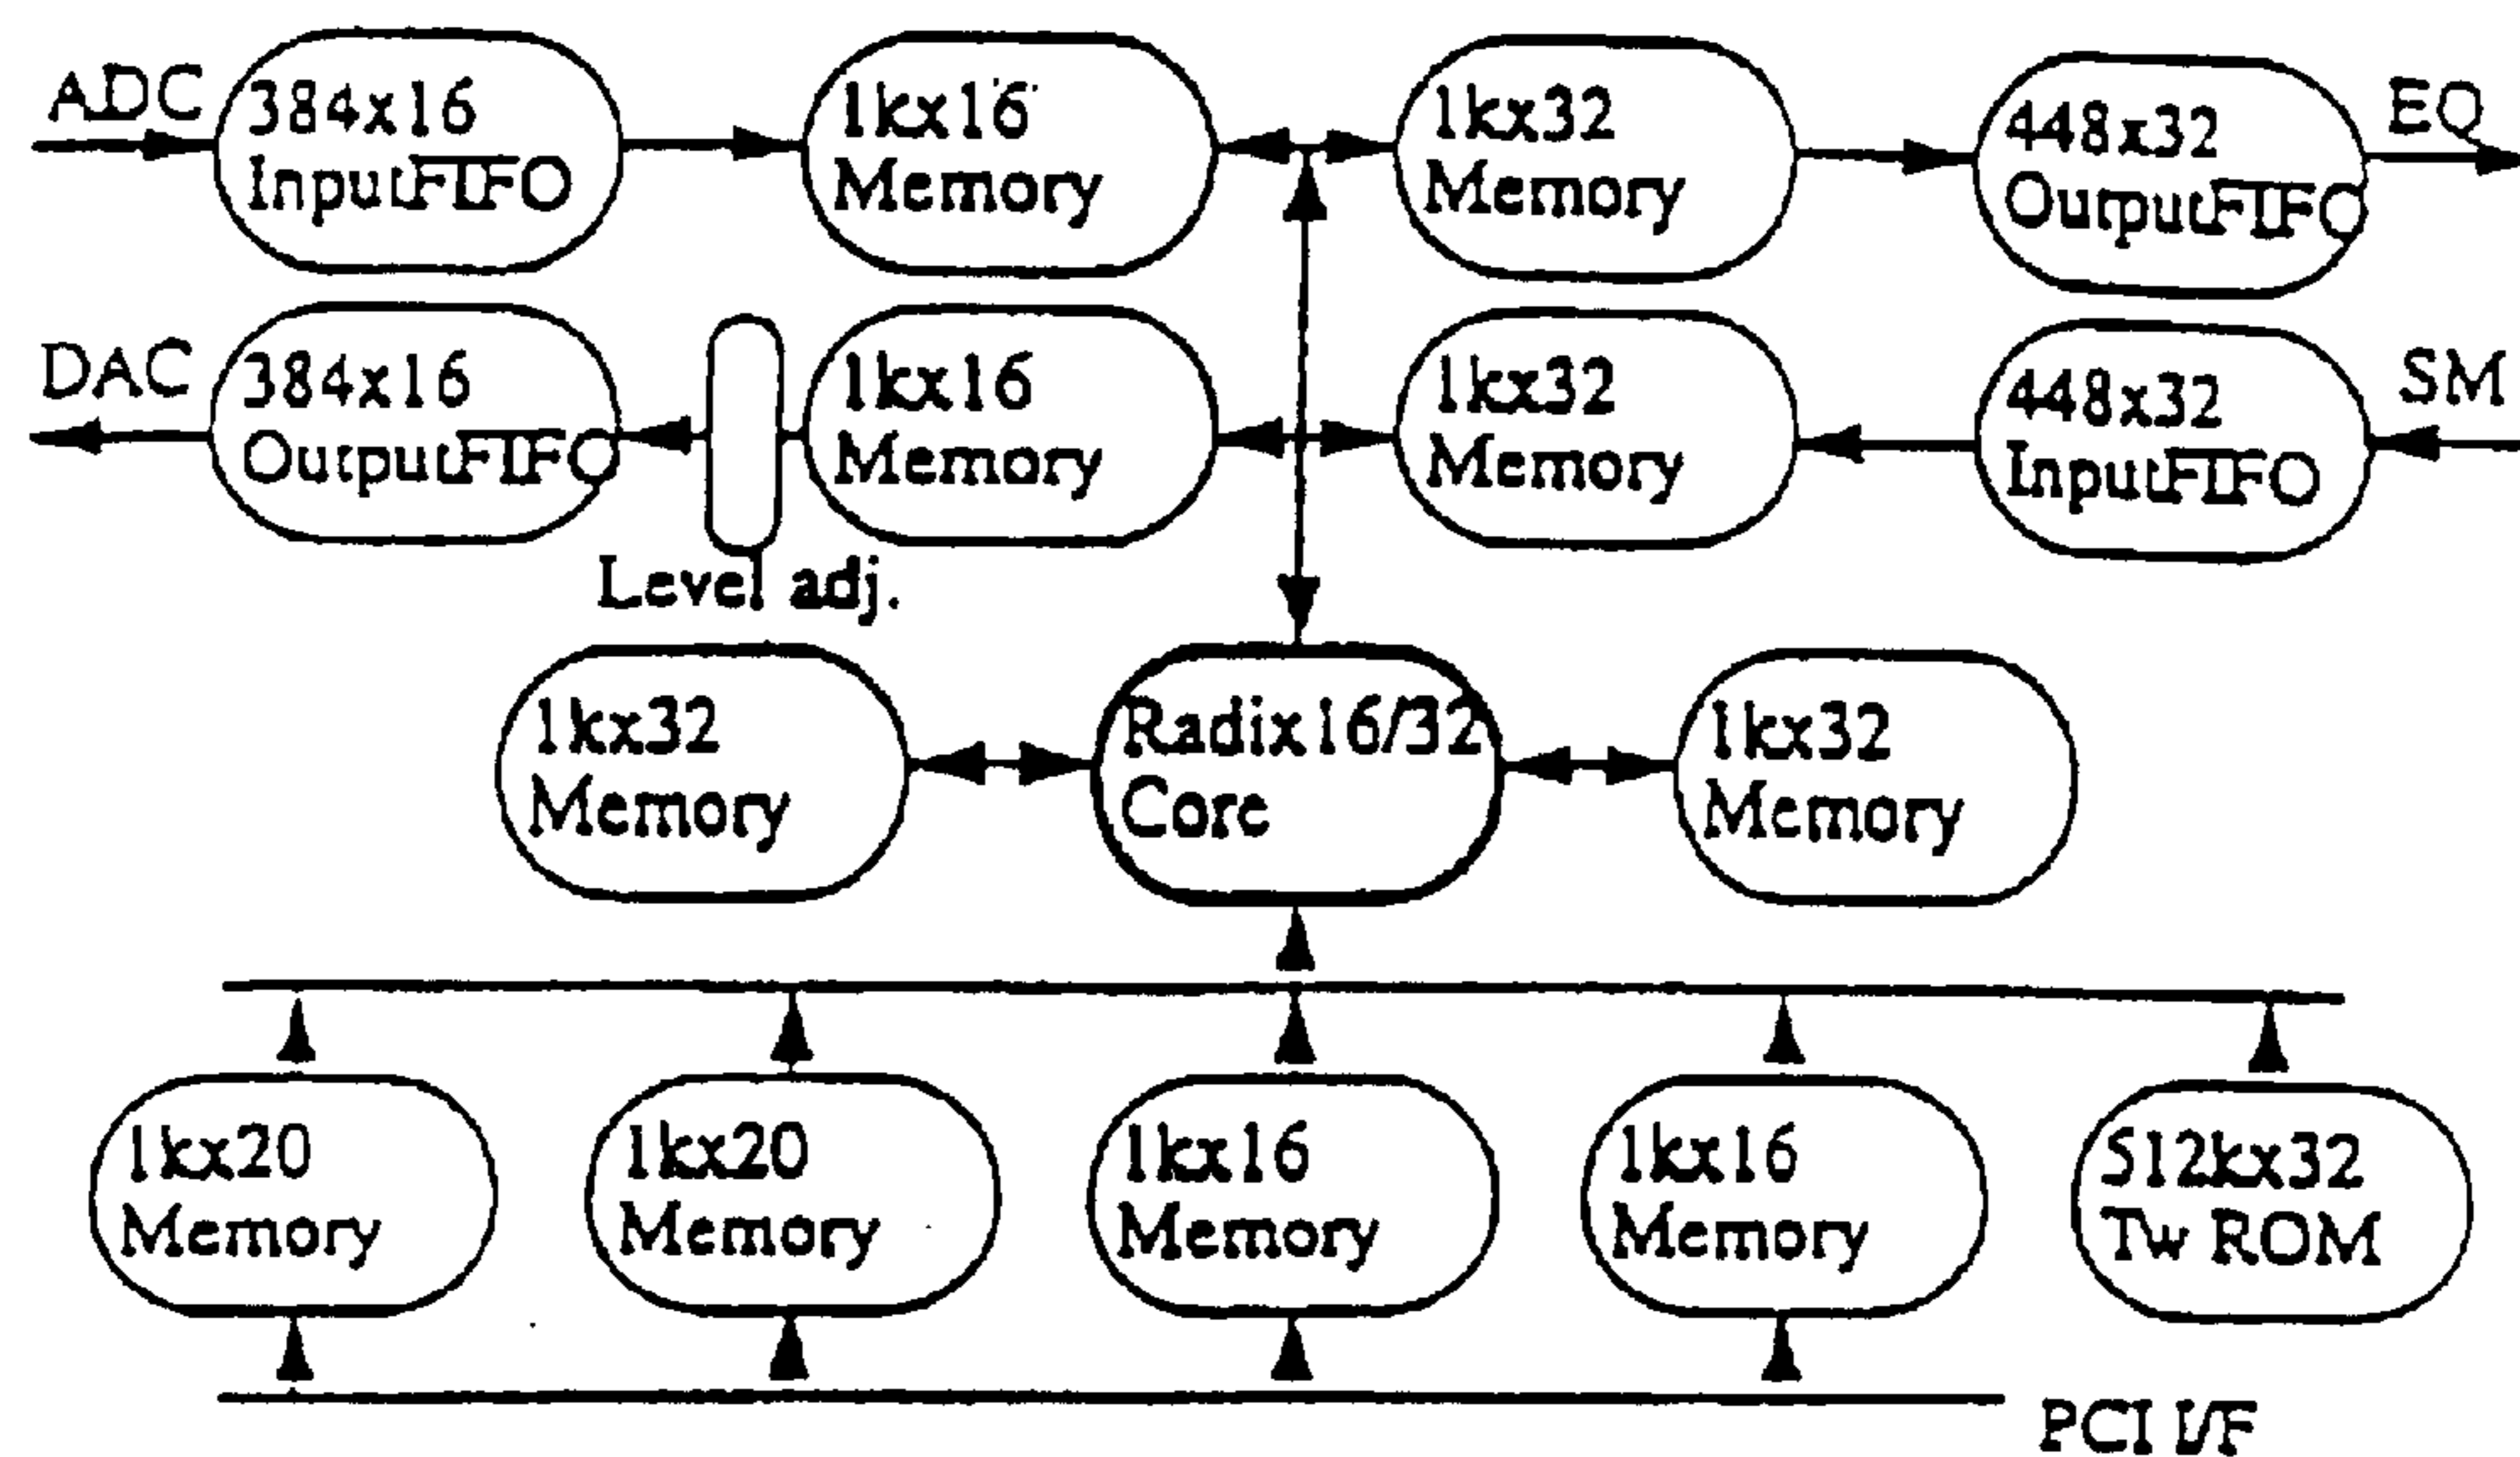 ADC
384x16
InputFIFO
1kx16
Memory
1kx32
Memory
448x32
OutputFIFO
EQ
DAC
384x16
OutputFIFO
Level adj.
1kx16
Memory
1kx32
Memory
448x32
InputFIFO
SM
1kx32
Memory
Radix16/32
Core
1kx32
Memory
1kx20
Memory
1kx20
Memory
1kx16
Memory
1kx16
Memory
512kx32
Tw ROM
PCI I/F